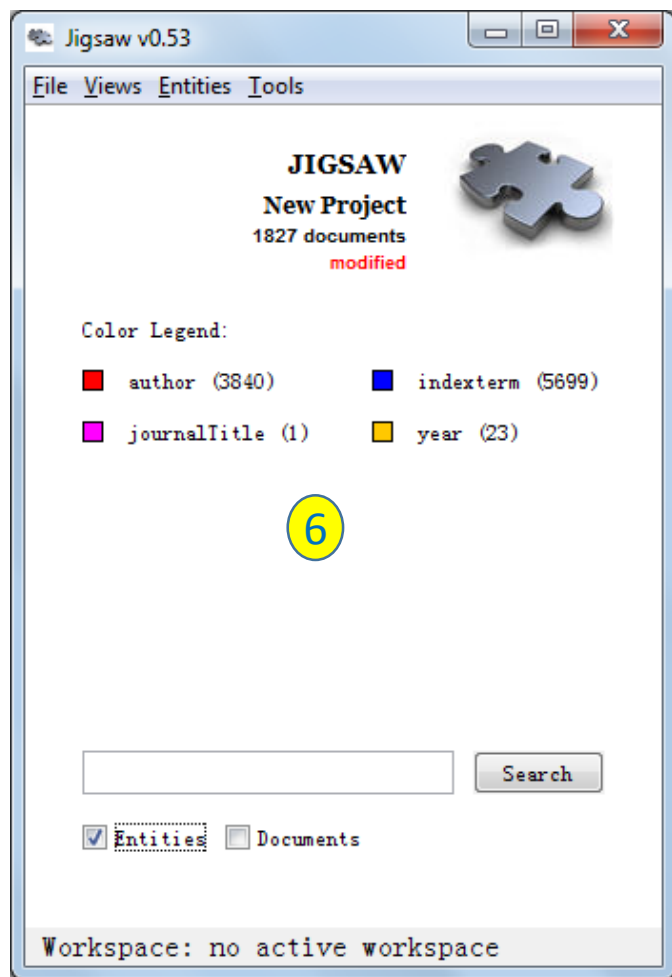 Jigsaw v0.53
File Views Entities Tools
JIGSAW
New Project
1827 documents
modified
Color Legend:
author (3840) indexterm (5699)
journalTitle (1) year (23)
6
Search
Entities Documents
Workspace: no active workspace